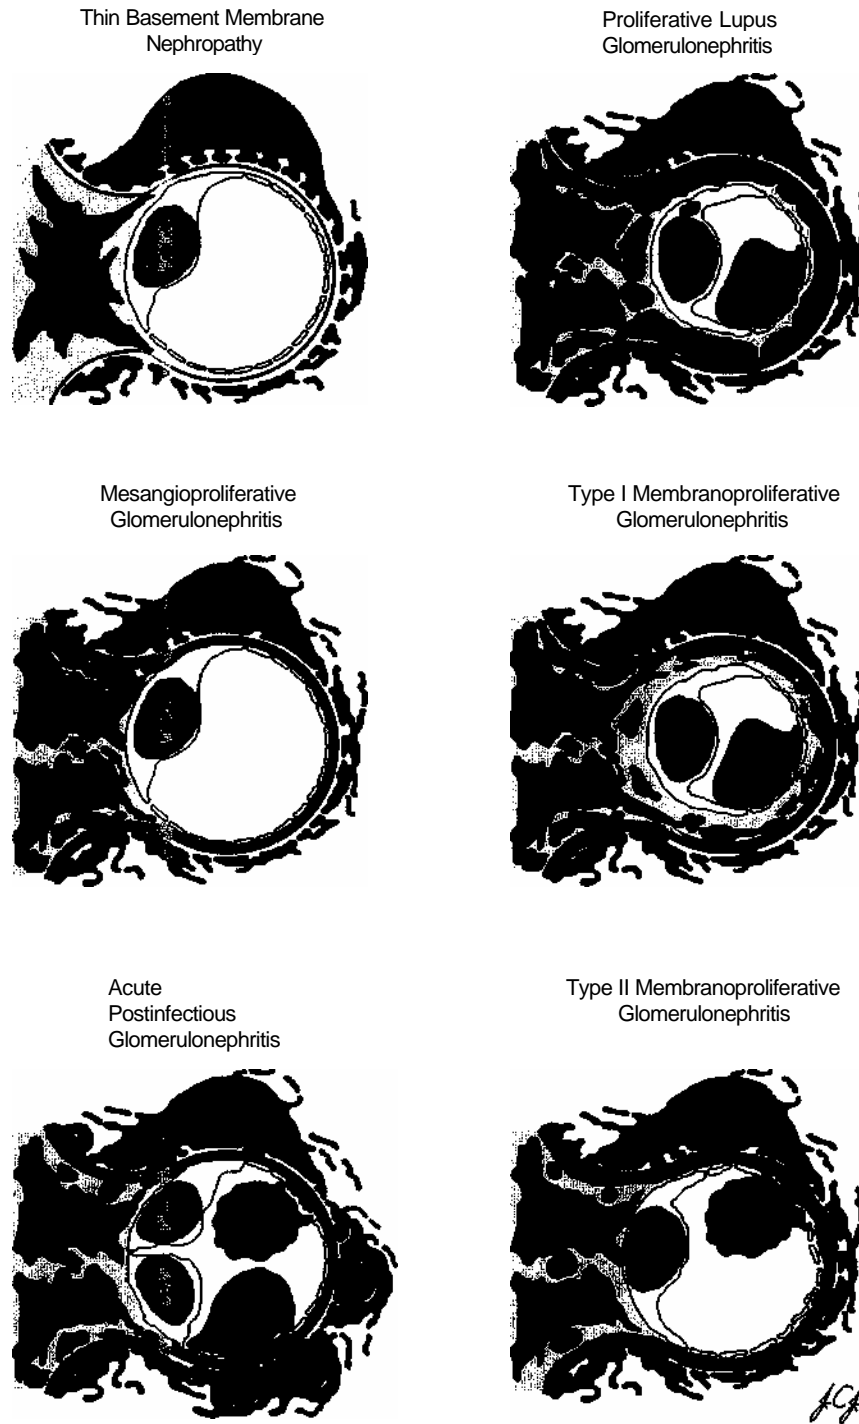 Thin Basement Membrane
Nephropathy
Proliferative Lupus
Glomerulonephritis
Mesangioproliferative
Glomerulonephritis
Type I Membranoproliferative
Glomerulonephritis
Acute
Postinfectious
Glomerulonephritis
Type II Membranoproliferative
Glomerulonephritis